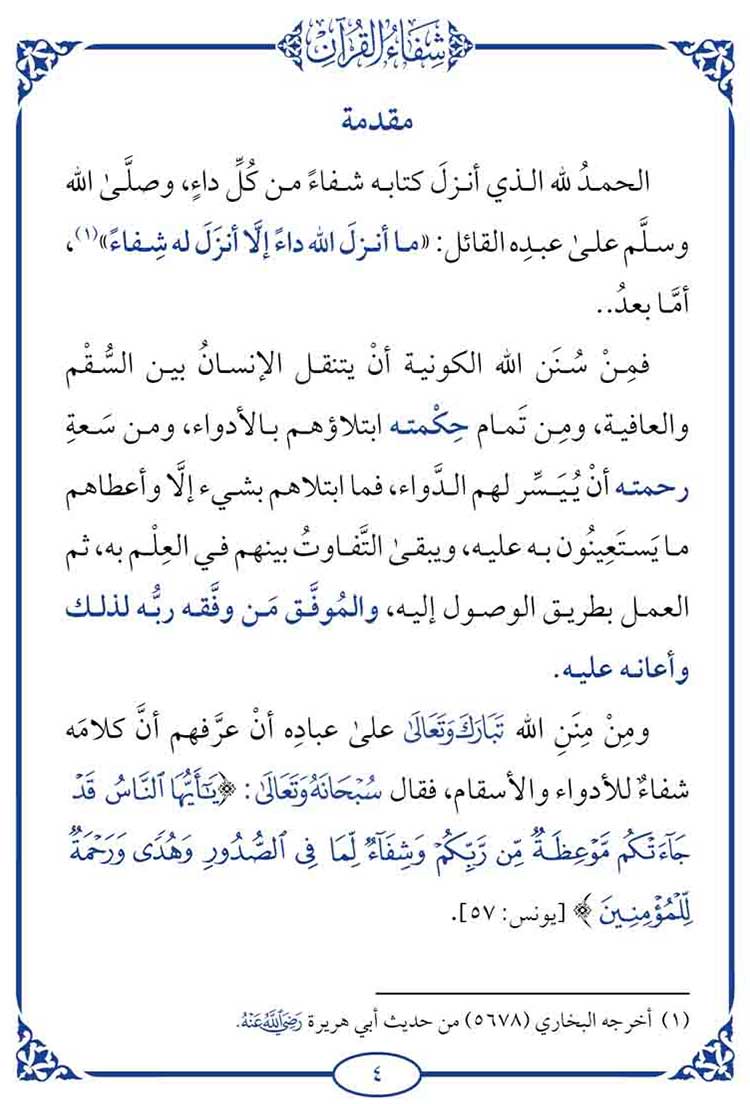 شِفَاءُ الْقُرْآنِ
مقدمة
الحمدُ لله الذي أنزلَ كتابه شفاءً من كُلِّ داءٍ، وصلَّىٰ الله
وسلَّم علىٰ عبدِه القائل: «ما أنزلَ الله داءً إلَّا أنزَلَ له شِفاءً»(١)،
أمَّا بعدُ..
فمِنْ سُنَن الله الكونية أنْ يتنقل الإنسانُ بين السُّقْم
والعافية، ومِن تَمام حِكْمته ابتلاؤهم بالأدواء، ومن سَعةِ
رحمته أنْ يُيَسِّر لهم الدَّواء، فما ابتلاهم بشيء إلَّا وأعطاهم
ما يَستَعِينُون به عليه، ويبقىٰ التَّفاوتُ بينهم في العِلْم به، ثم
العمل بطريق الوصول إليه، والمُوفَّق مَن وفَّقه ربُّه لذلك
وأعانه عليه.
ومِنْ مِنَنِ الله تَبَارَكَ وَتَعَالَىٰ علىٰ عبادِه أنْ عرَّفهم أنَّ كلامَه
شفاءٌ للأدواء والأسقام، فقال سُبْحَانَهُ وَتَعَالَىٰ: ﴿يَٰٓأَيُّهَا ٱلنَّاسُ قَدۡ
جَآءَتۡكُم مَّوۡعِظَةٞ مِّن رَّبِّكُمۡ وَشِفَآءٞ لِّمَا فِي ٱلصُّدُورِ وَهُدٗى وَرَحۡمَةٞ
لِّلۡمُؤۡمِنِينَ﴾ [يونس: ٥٧].
(١) أخرجه البخاري (٥٦٧٨) من حديث أبي هريرة رَضِيَ اللَّهُ عَنْهُ.
٤